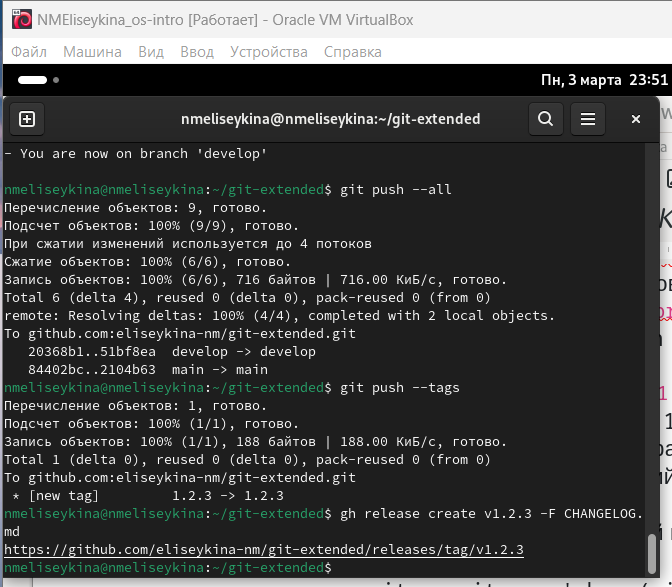 NMEliseykina_os-intro [Работает] - Oracle VM VirtualBox
Файл Машина Вид Ввод Устройства Справка
Пн, 3 марта 23:51
nmeliseykina@nmeliseykina:~/git-extended
- You are now on branch 'develop'
nmeliseykina@nmeliseykina:~/git-extended$ git push --all
Перечисление объектов: 9, готово.
Подсчет объектов: 100% (9/9), готово.
При сжатии изменений используется до 4 потоков
Сжатие объектов: 100% (6/6), готово.
Запись объектов: 100% (6/6), 716 байтов | 716.00 КиБ/с, готово.
Total 6 (delta 4), reused 0 (delta 0), pack-reused 0 (from 0)
remote: Resolving deltas: 100% (4/4), completed with 2 local objects.
To github.com:eliseykina-nm/git-extended.git
20368b1..51bf8ea develop -> develop
84402bc..2104b63 main -> main
nmeliseykina@nmeliseykina:~/git-extended$ git push --tags
Перечисление объектов: 1, готово.
Подсчет объектов: 100% (1/1), готово.
Запись объектов: 100% (1/1), 188 байтов | 188.00 КиБ/с, готово.
Total 1 (delta 0), reused 0 (delta 0), pack-reused 0 (from 0)
To github.com:eliseykina-nm/git-extended.git
* [new tag] 1.2.3 -> 1.2.3
nmeliseykina@nmeliseykina:~/git-extended$ gh release create v1.2.3 -F CHANGELOG.
md
https://github.com/eliseykina-nm/git-extended/releases/tag/v1.2.3
nmeliseykina@nmeliseykina:~/git-extended$